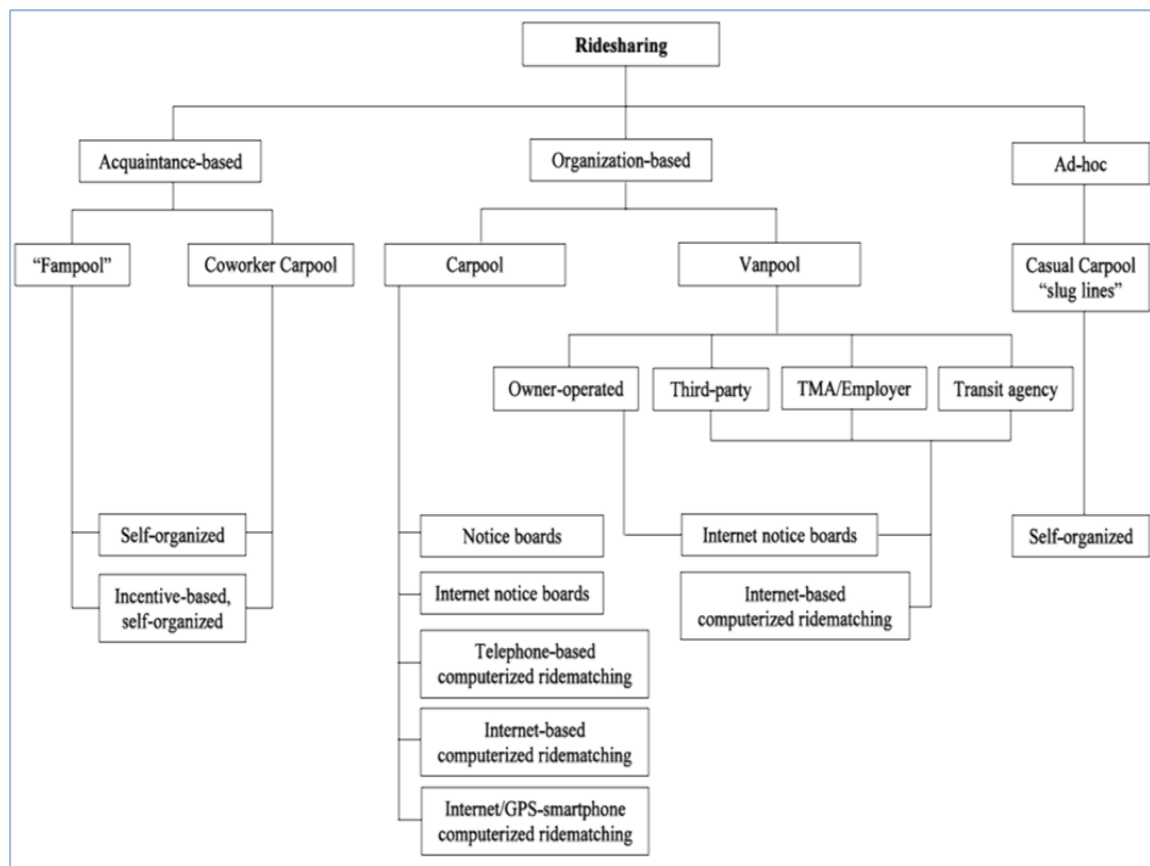 Ridesharing
Acquaintance-based
Organization-based
Ad-hoc
“Fampool”
Coworker Carpool
Carpool
Vanpool
Casual Carpool
“slug lines”
Owner-operated
Third-party
TMA/Employer
Transit agency
Self-organized
Incentive-based,
self-organized
Notice boards
Internet notice boards
Telephone-based
computerized ridematching
Internet-based
computerized ridematching
Internet/GPS-smartphone
computerized ridematching
Internet notice boards
Internet-based
computerized ridematching
Self-organized